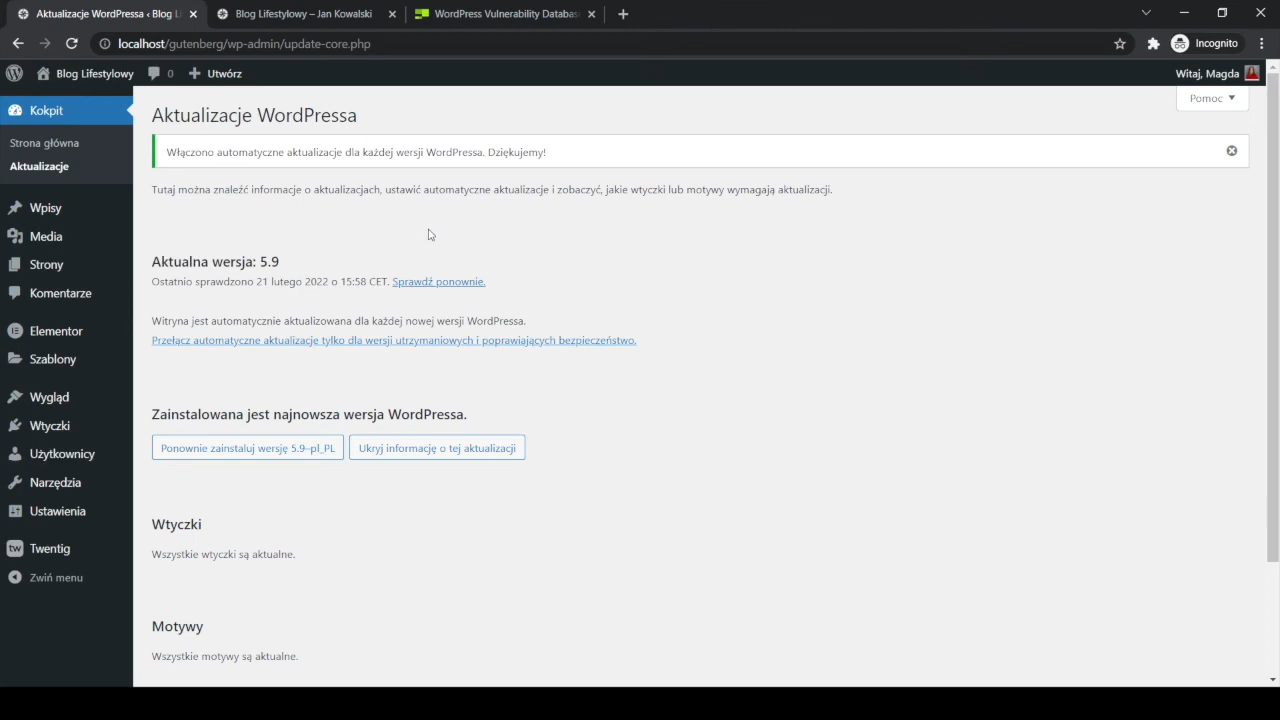 Aktualizacje WordPressa ‹ Blog L
Blog Lifestylowy – Jan Kowalski
WordPress Vulnerability Databas
localhost/gutenberg/wp-admin/update-core.php
Incognito
Blog Lifestylowy
0
Utwórz
Witaj, Magda
Kokpit
Strona główna
Aktualizacje
Wpisy
Media
Strony
Komentarze
Elementor
Szablony
Wygląd
Wtyczki
Użytkownicy
Narzędzia
Ustawienia
tw Twentig
Zwiń menu
Pomoc
Aktualizacje WordPressa
Włączono automatyczne aktualizacje dla każdej wersji WordPressa. Dziękujemy!
Tutaj można znaleźć informacje o aktualizacjach, ustawić automatyczne aktualizacje i zobaczyć, jakie wtyczki lub motywy wymagają aktualizacji.
Aktualna wersja: 5.9
Ostatnio sprawdzono 21 lutego 2022 o 15:58 CET. Sprawdź ponownie.
Witryna jest automatycznie aktualizowana dla każdej nowej wersji WordPressa.
Przełącz automatyczne aktualizacje tylko dla wersji utrzymaniowych i poprawiających bezpieczeństwo.
Zainstalowana jest najnowsza wersja WordPressa.
Ponownie zainstaluj wersję 5.9–pl_PL
Ukryj informację o tej aktualizacji
Wtyczki
Wszystkie wtyczki są aktualne.
Motywy
Wszystkie motywy są aktualne.